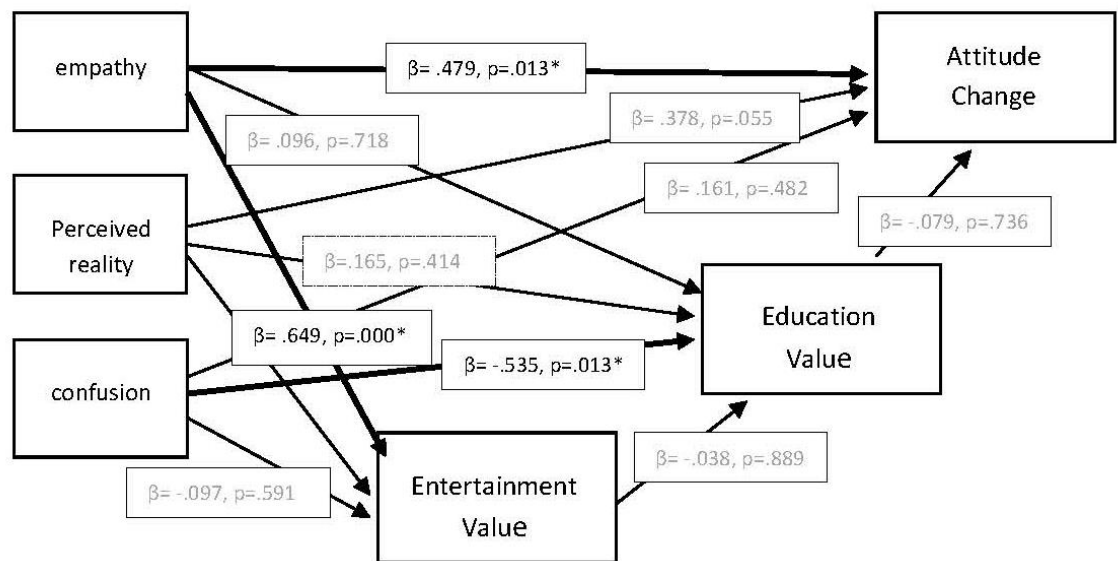 empathy
Attitude
Change
β= .479, p=.013*
β= .378, p=.055
β= .096, p=.718
β= .161, p=.482
Perceived
reality
β= -.079, p=.736
β=.165, p=.414
Education
Value
β= .649, p=.000*
β= -.535, p=.013*
confusion
β= -.038, p=.889
β= -.097, p=.591
Entertainment
Value